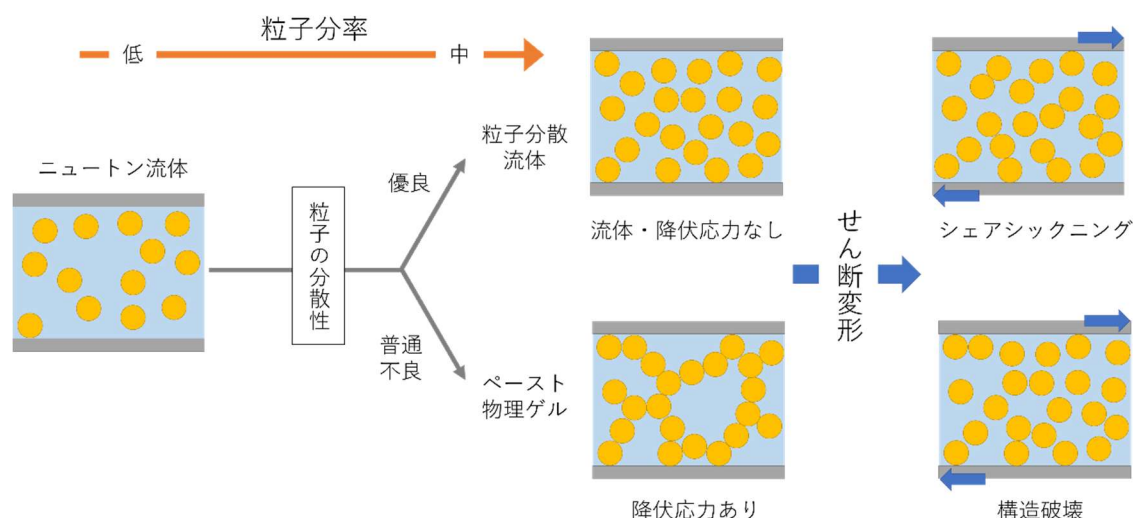 粒子分率
低
中
ニュートン流体
粒子の分散性
優良
普通
不良
粒子分散
流体
ペースト
物理ゲル
流体・降伏応力なし
降伏応力あり
せん断変形
シェアシックニング
構造破壊